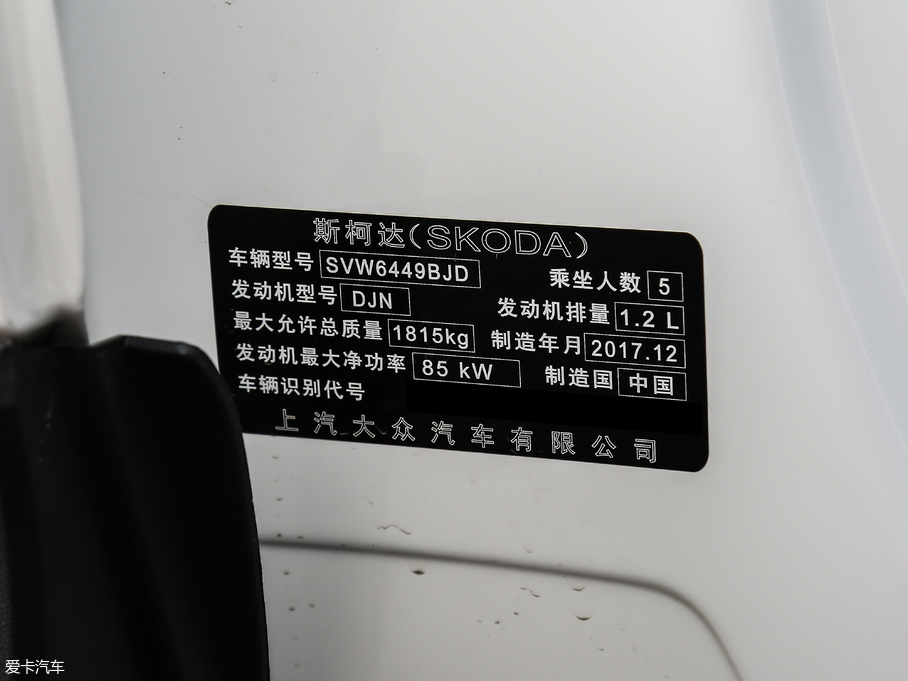 斯柯达(SKODA)
车辆型号 SVW6449BJD 乘坐人数 5
发动机型号 DJN 发动机排量 1.2 L
最大允许总质量 1815kg 制造年月 2017.12
发动机最大净功率 85 kW 制造国 中国
车辆识别代号
上汽大众汽车有限公司
爱卡汽车